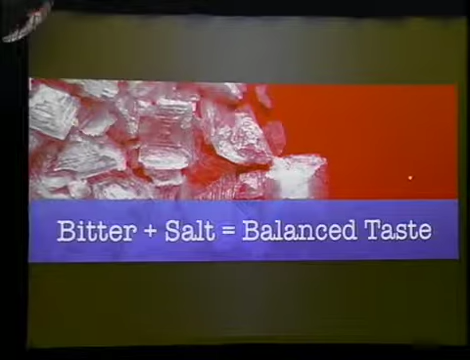 Bitter + Salt = Balanced Taste